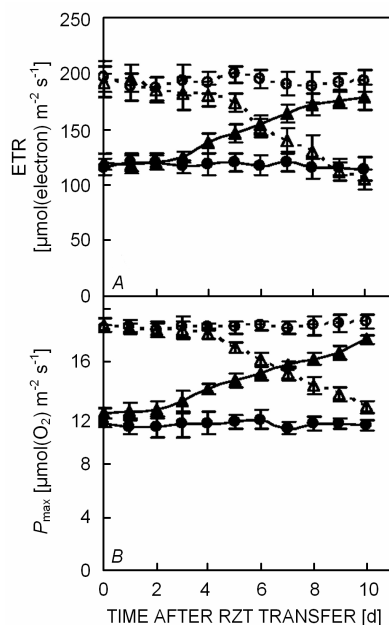 250
200
150
100
50
0
ETR
[µmol(electron) m⁻² s⁻¹]
A
16
12
8
4
0
Pmax [µmol(O₂) m⁻² s⁻¹]
B
0 2 4 6 8 10
TIME AFTER RZT TRANSFER [d]